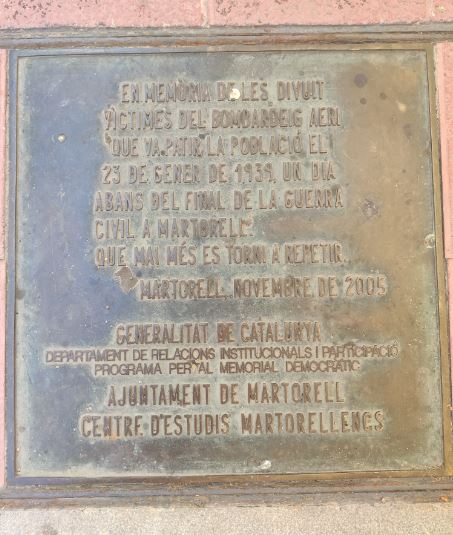 EN MEMÒRIA DE LES DIVUIT
VÍCTIMES DEL BOMBARDEIG AERI
QUE VA PATIR LA POBLACIÓ EL
23 DE GENER DE 1939, UN DIA
ABANS DEL FINAL DE LA GUERRA
CIVIL A MARTORELL.
QUE MAI MÉS ES TORNI A REPETIR.
MARTORELL, NOVEMBRE DE 2005
GENERALITAT DE CATALUNYA
DEPARTAMENT DE RELACIONS INSTITUCIONALS I PARTICIPACIÓ
PROGRAMA PER AL MEMORIAL DEMOCRÀTIC
AJUNTAMENT DE MARTORELL
CENTRE D'ESTUDIS MARTORELLENCS